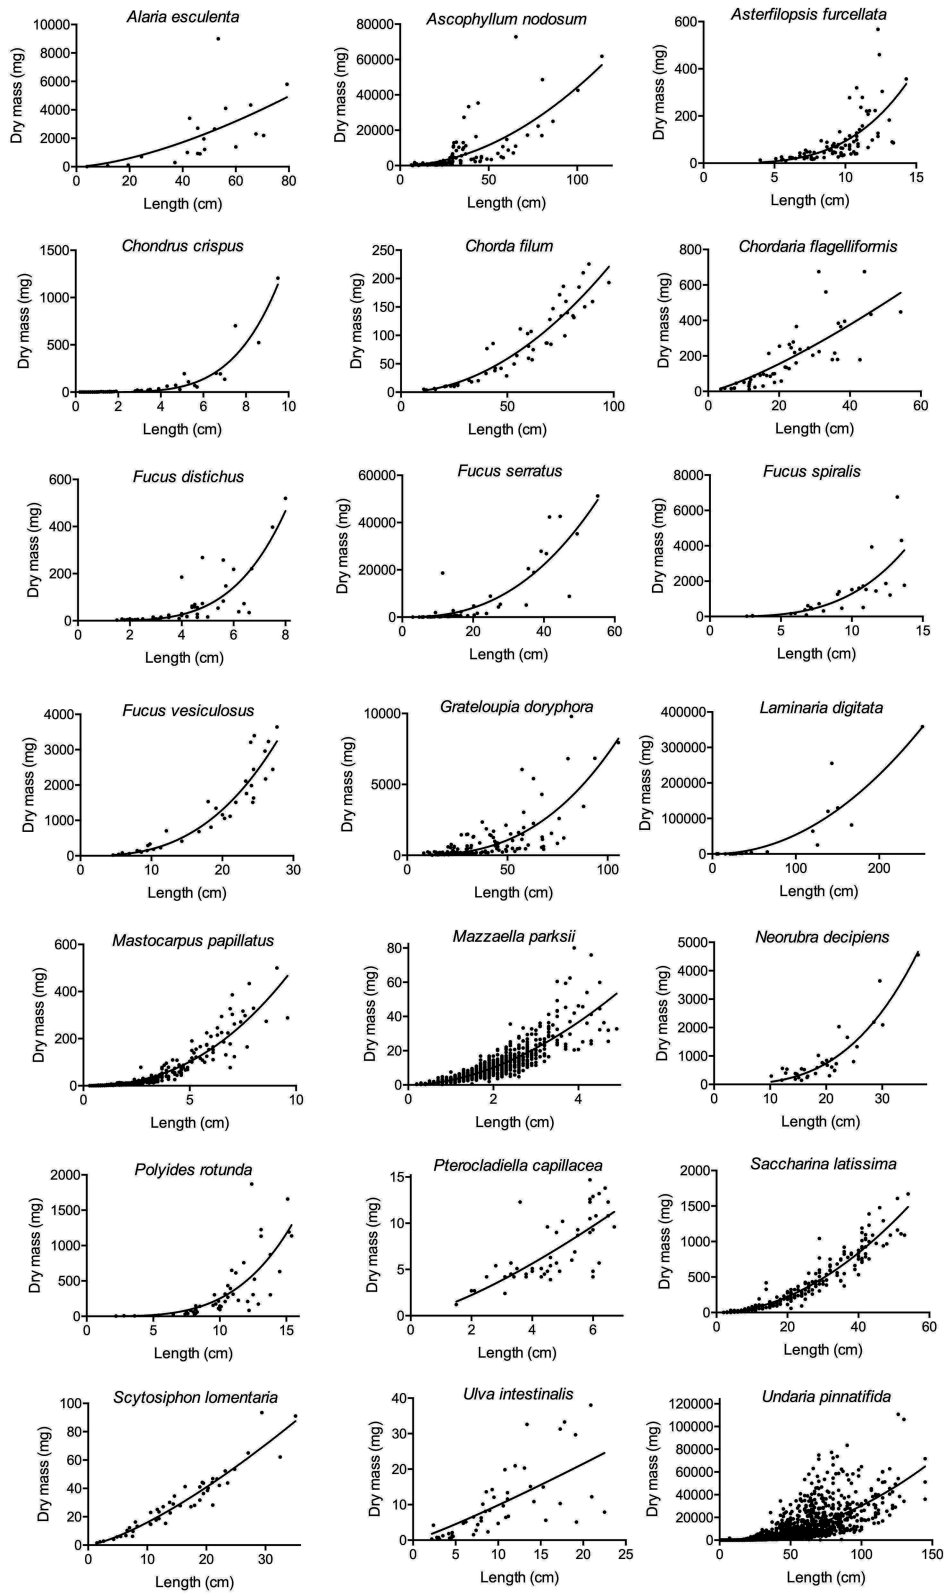 Alaria esculenta
Dry mass (mg)
10000
8000
6000
4000
2000
0
0 20 40 60 80
Length (cm)
Ascophyllum nodosum
Dry mass (mg)
80000
60000
40000
20000
0
0 50 100
Length (cm)
Asterfilopsis furcellata
Dry mass (mg)
600
400
200
0
0 5 10 15
Length (cm)
Chondrus crispus
Dry mass (mg)
1500
1000
500
0
2 4 6 8 10
Length (cm)
Chorda filum
Dry mass (mg)
250
200
150
100
50
0
0 50 100
Length (cm)
Chordaria flagelliformis
Dry mass (mg)
800
600
400
200
0
0 20 40 60
Length (cm)
Fucus distichus
Dry mass (mg)
600
400
200
0
0 2 4 6 8
Length (cm)
Fucus serratus
Dry mass (mg)
60000
40000
20000
0
0 20 40 60
Length (cm)
Fucus spiralis
Dry mass (mg)
8000
6000
4000
2000
0
0 5 10 15
Length (cm)
Fucus vesiculosus
Dry mass (mg)
4000
3000
2000
1000
0
0 10 20 30
Length (cm)
Grateloupia doryphora
Dry mass (mg)
10000
5000
0
0 50 100
Length (cm)
Laminaria digitata
Dry mass (mg)
400000
300000
200000
100000
0
0 100 200
Length (cm)
Mastocarpus papillatus
Dry mass (mg)
600
400
200
0
0 5 10
Length (cm)
Mazzaella parksii
Dry mass (mg)
80
60
40
20
0
0 2 4
Length (cm)
Neorubra decipiens
Dry mass (mg)
5000
4000
3000
2000
1000
0
0 10 20 30
Length (cm)
Polyides rotunda
Dry mass (mg)
2000
1500
1000
500
0
0 5 10 15
Length (cm)
Pterocladiella capillacea
Dry mass (mg)
15
10
5
0
0 2 4 6
Length (cm)
Saccharina latissima
Dry mass (mg)
2000
1500
1000
500
0
0 20 40 60
Length (cm)
Scytosiphon lomentaria
Dry mass (mg)
100
80
60
40
20
0
0 10 20 30
Length (cm)
Ulva intestinalis
Dry mass (mg)
40
30
20
10
0
0 5 10 15 20 25
Length (cm)
Undaria pinnatifida
Dry mass (mg)
120000
100000
80000
60000
40000
20000
0
0 50 100 150
Length (cm)